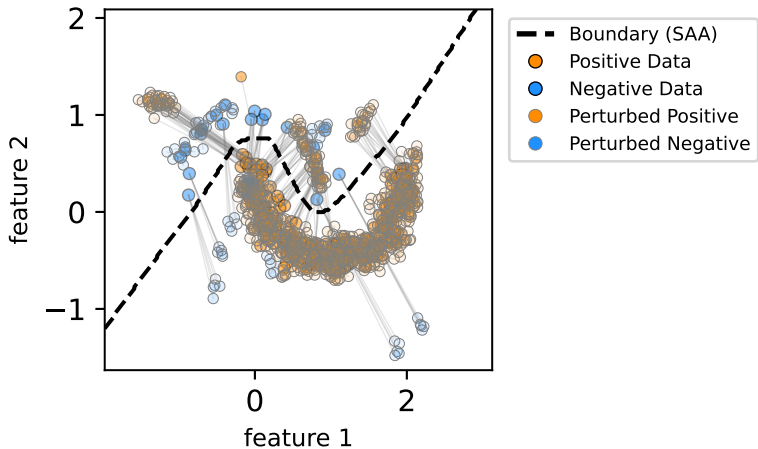 2
1
0
−1
feature 2
0
2
feature 1
Boundary (SAA)
Positive Data
Negative Data
Perturbed Positive
Perturbed Negative